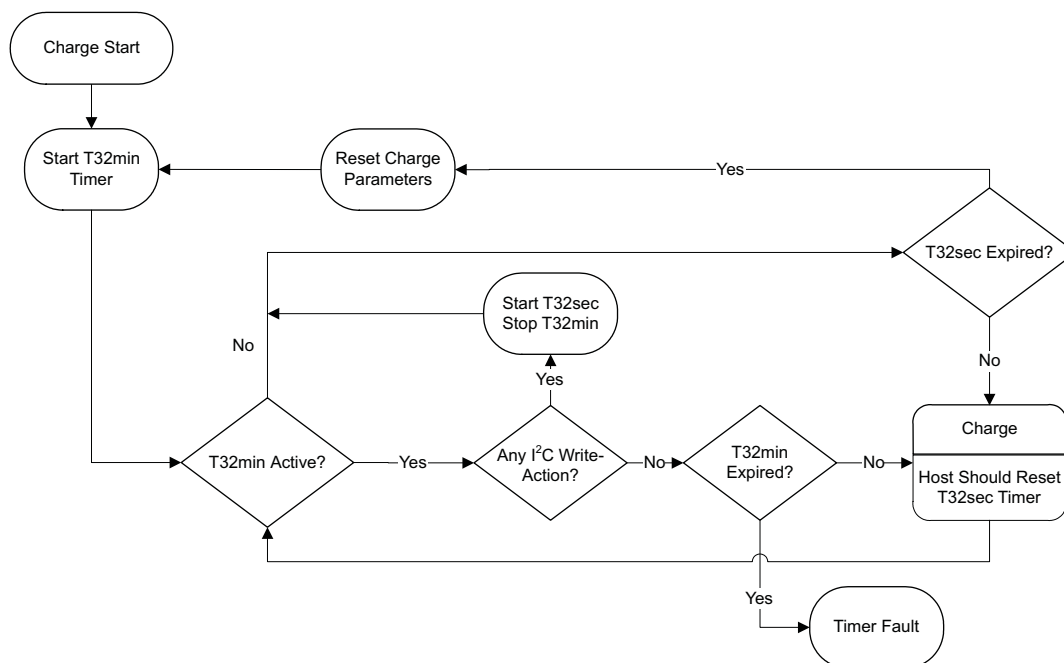 Charge Start
Start T32min
Timer
Reset Charge
Parameters
Yes
T32sec Expired?
Start T32sec
Stop T32min
No
Yes
No
T32min Active?
Yes
Any I²C Write-
Action?
No
T32min
Expired?
No
Charge
Host Should Reset
T32sec Timer
Yes
Timer Fault